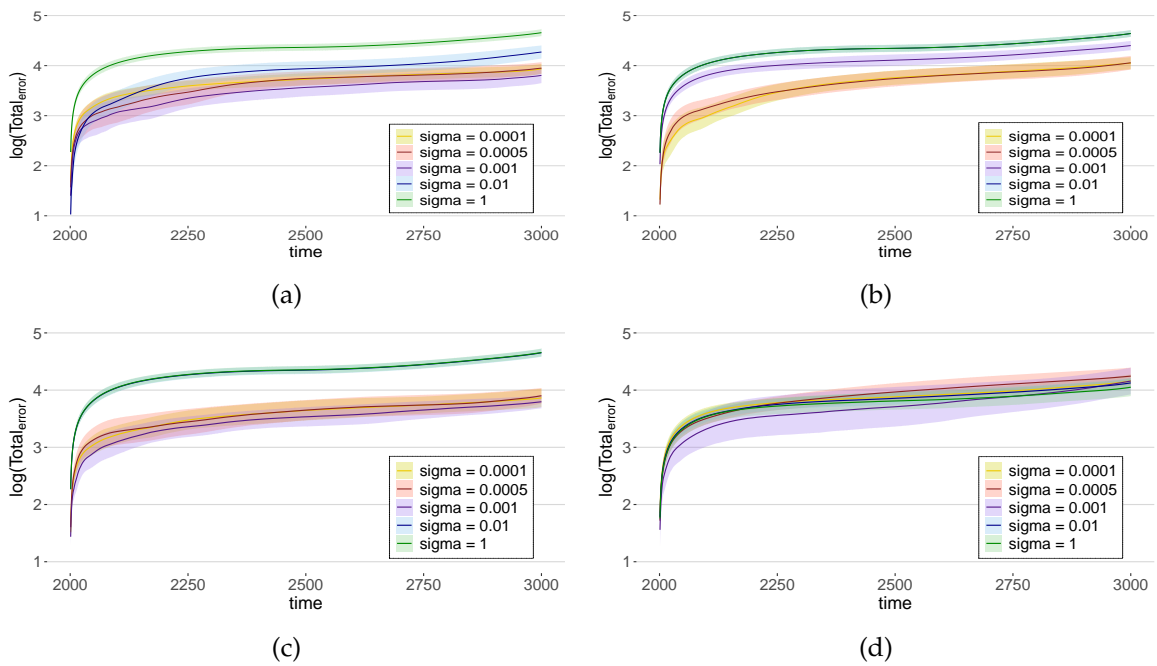 5
4
3
2
1
log(Total_error)
sigma = 0.0001
sigma = 0.0005
sigma = 0.001
sigma = 0.01
sigma = 1
2000 2250 2500 2750 3000
time
(a)
5
4
3
2
1
log(Total_error)
sigma = 0.0001
sigma = 0.0005
sigma = 0.001
sigma = 0.01
sigma = 1
2000 2250 2500 2750 3000
time
(b)
5
4
3
2
1
log(Total_error)
sigma = 0.0001
sigma = 0.0005
sigma = 0.001
sigma = 0.01
sigma = 1
2000 2250 2500 2750 3000
time
(c)
5
4
3
2
1
log(Total_error)
sigma = 0.0001
sigma = 0.0005
sigma = 0.001
sigma = 0.01
sigma = 1
2000 2250 2500 2750 3000
time
(d)